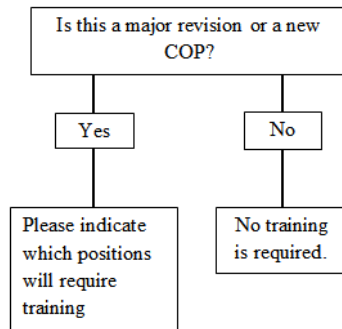 Is this a major revision or a new
COP?
Yes
No
Please indicate
which positions
will require
training
No training
is required.